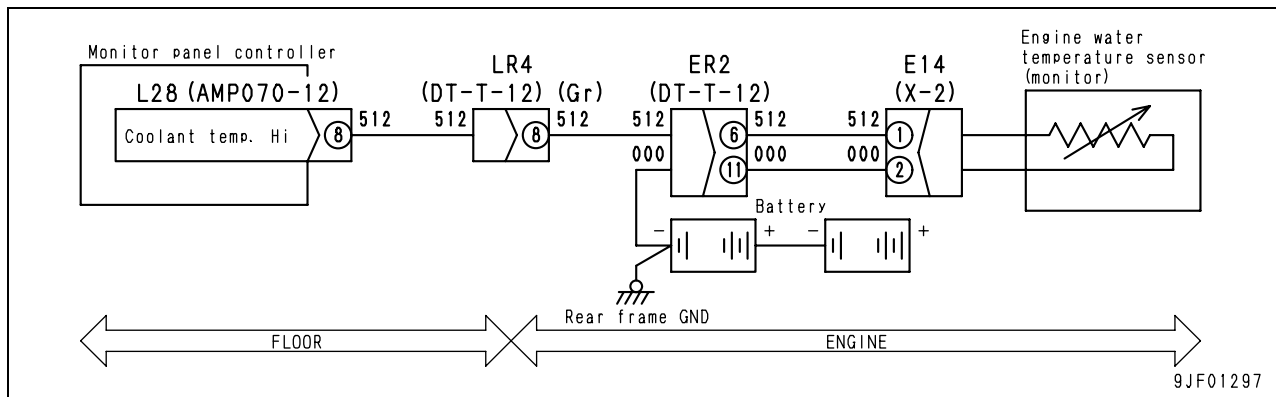 Monitor panel controller
Engine water
temperature sensor
(monitor)
LR4 ER2 E14
L28 (AMP070-12) (DT-T-12) (Gr) (DT-T-12) (X-2)
Coolant temp. Hi 8 512 512 8 512 512 6 512 512 1
000 11 000 000 2
Battery
- + - +
Rear frame GND
FLOOR ENGINE
9JF01297